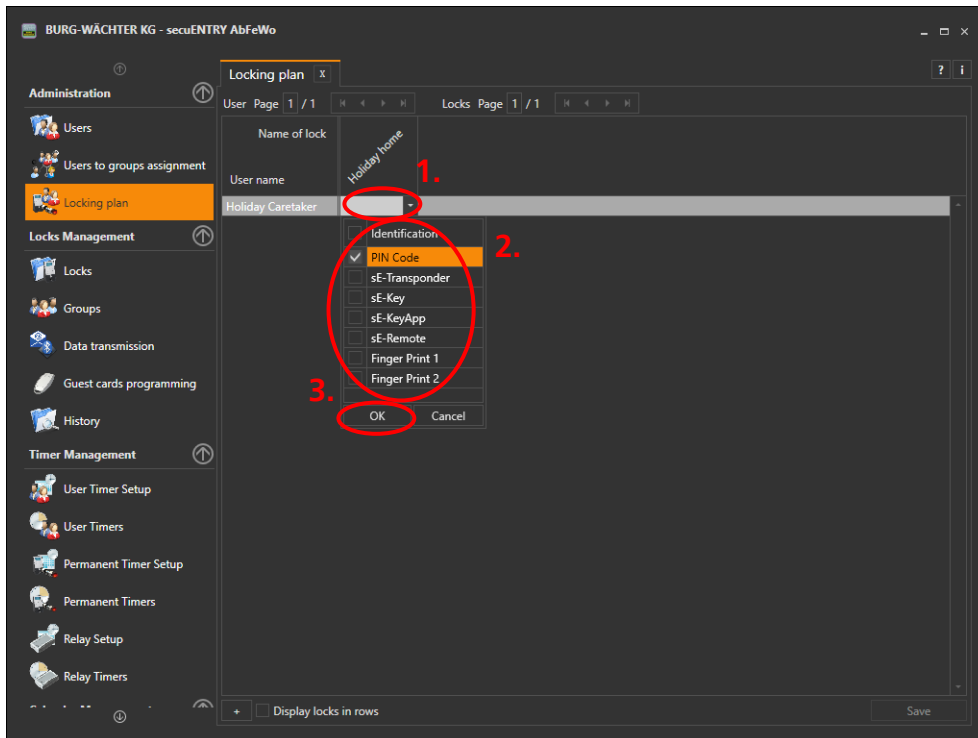 BURG-WÄCHTER KG - secuENTRY AbFeWo
Locking plan X
? i
Administration
User Page 1 / 1 Locks Page 1 / 1
Users
Name of lock
Holiday home
Users to groups assignment
User name
1.
Locking plan
Holiday Caretaker
Locks Management
Identification
2.
PIN Code
Locks
sE-Transponder
sE-Key
Groups
sE-KeyApp
sE-Remote
Data transmission
Finger Print 1
Finger Print 2
Guest cards programming
3.
OK Cancel
History
Timer Management
User Timer Setup
User Timers
Permanent Timer Setup
Permanent Timers
Relay Setup
Relay Timers
+ Display locks in rows
Save